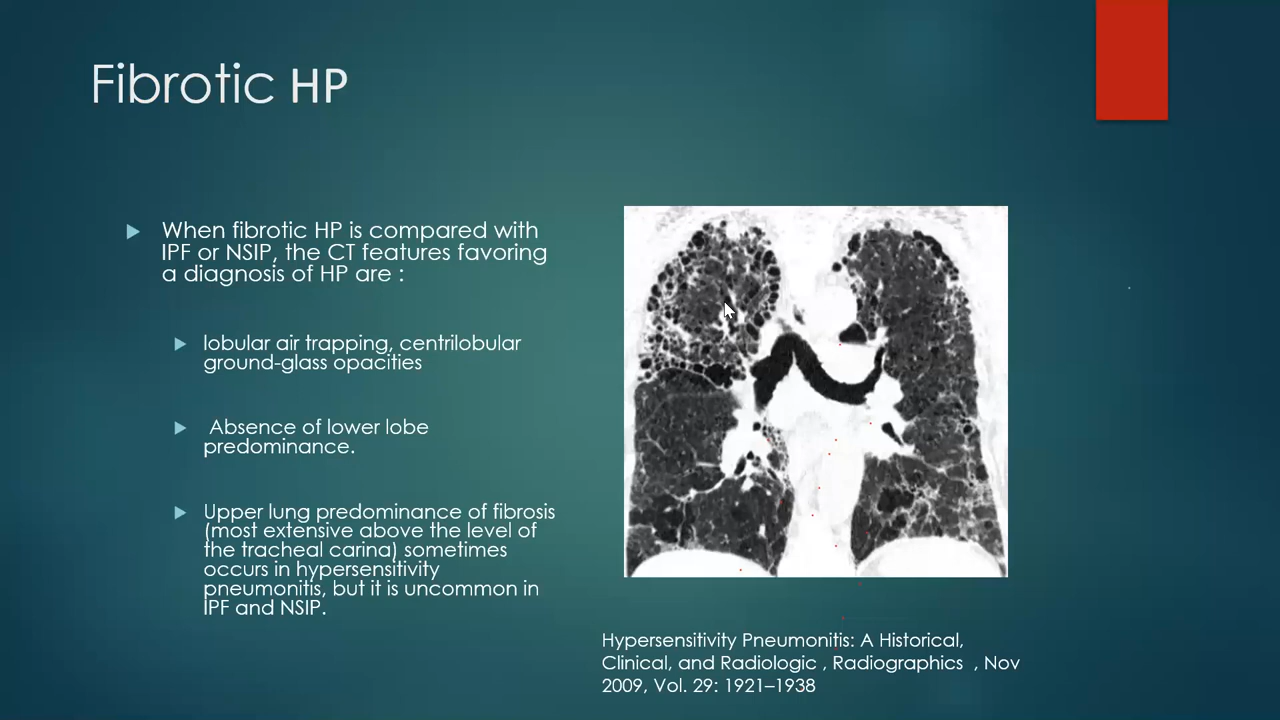 Fibrotic HP
When fibrotic HP is compared with
IPF or NSIP, the CT features favoring
a diagnosis of HP are :
lobular air trapping, centrilobular
ground-glass opacities
Absence of lower lobe
predominance.
Upper lung predominance of fibrosis
(most extensive above the level of
the tracheal carina) sometimes
occurs in hypersensitivity
pneumonitis, but it is uncommon in
IPF and NSIP.
Hypersensitivity Pneumonitis: A Historical,
Clinical, and Radiologic , Radiographics , Nov
2009, Vol. 29: 1921–1938